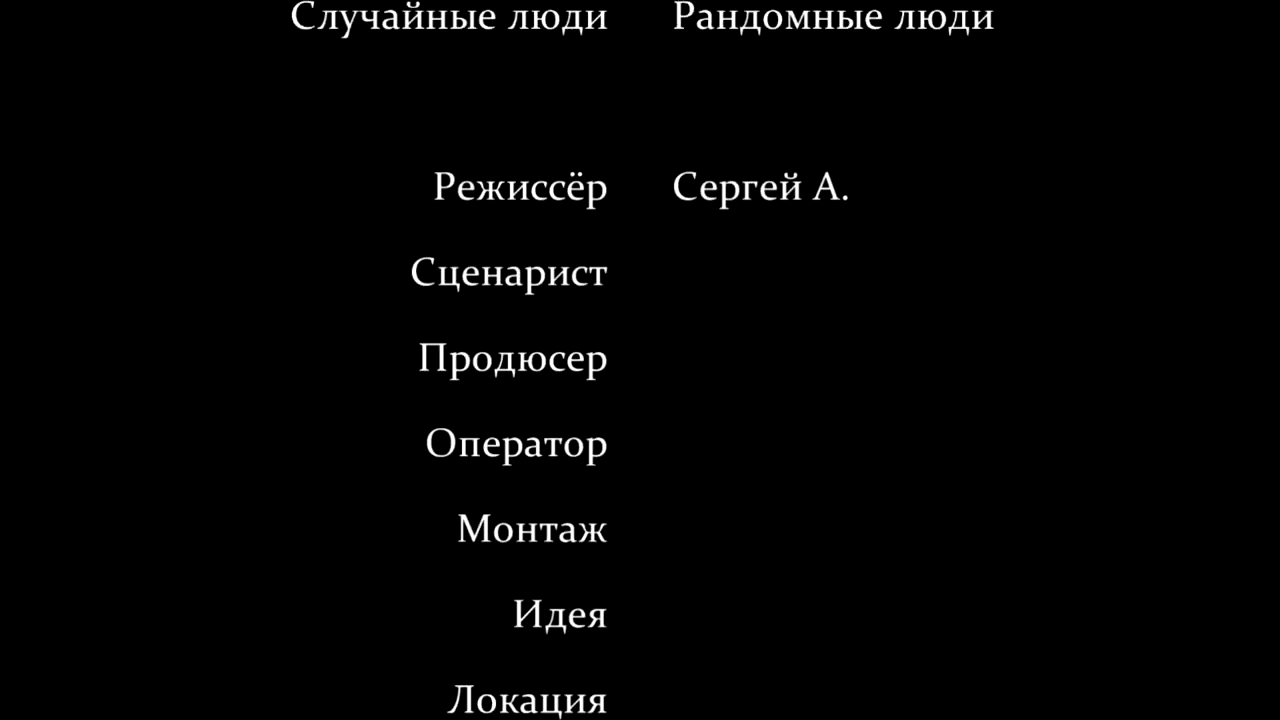 Случайные люди Рандомные люди
Режиссёр Сергей А.
Сценарист
Продюсер
Оператор
Монтаж
Идея
Локация